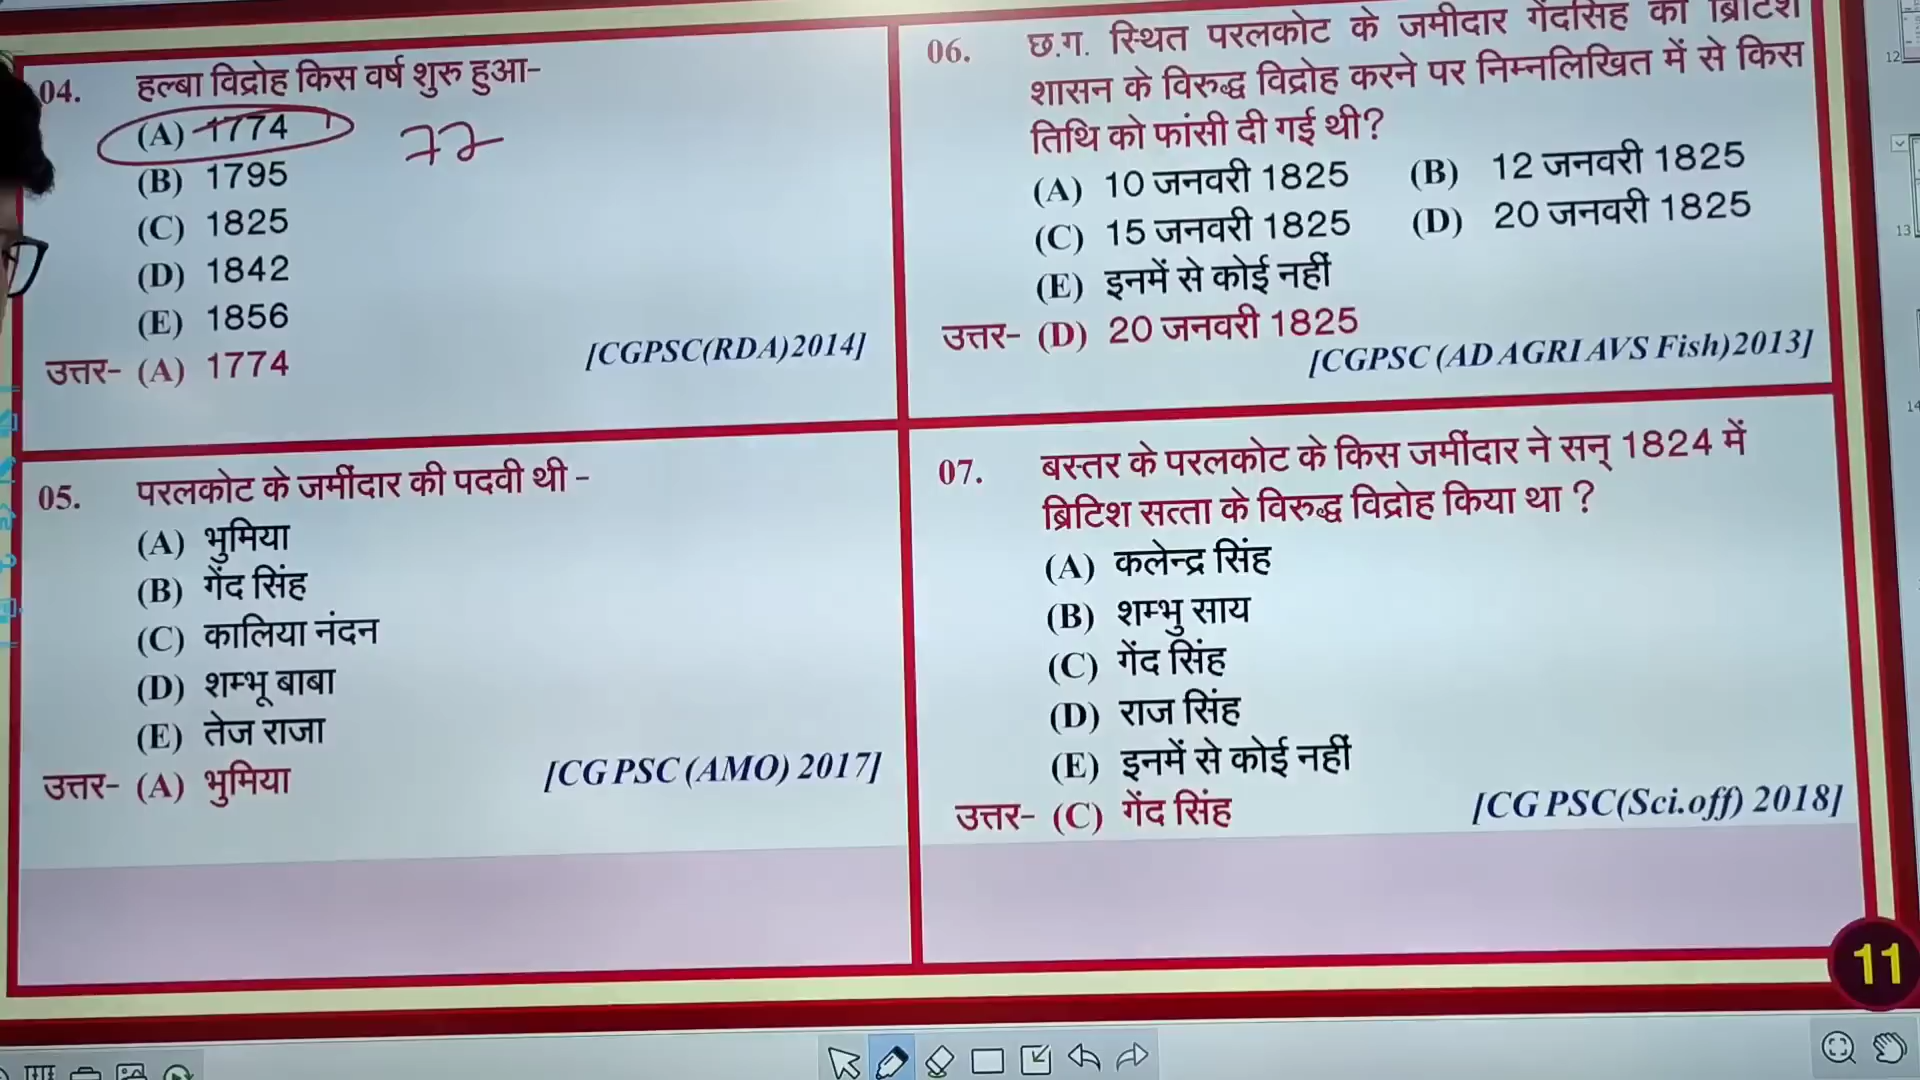 04. हल्बा विद्रोह किस वर्ष शुरु हुआ-
(A) 1774
(B) 1795
(C) 1825
(D) 1842
(E) 1856
उत्तर- (A) 1774
[CGPSC(RDA)2014]
05. परलकोट के जमींदार की पदवी थी -
(A) भुमिया
(B) गेंद सिंह
(C) कालिया नंदन
(D) शम्भू बाबा
(E) तेज राजा
उत्तर- (A) भुमिया
[CG PSC (AMO) 2017]
06. छ.ग. स्थित परलकोट के जमीदार गेंदसिंह को ब्रिटिश
शासन के विरुद्ध विद्रोह करने पर निम्नलिखित में से किस
तिथि को फांसी दी गई थी?
(A) 10 जनवरी 1825 (B) 12 जनवरी 1825
(C) 15 जनवरी 1825 (D) 20 जनवरी 1825
(E) इनमें से कोई नहीं
उत्तर- (D) 20 जनवरी 1825
[CGPSC (AD AGRI AVS Fish)2013]
07. बस्तर के परलकोट के किस जमींदार ने सन् 1824 में
ब्रिटिश सत्ता के विरुद्ध विद्रोह किया था ?
(A) कलेन्द्र सिंह
(B) शम्भु साय
(C) गेंद सिंह
(D) राज सिंह
(E) इनमें से कोई नहीं
उत्तर- (C) गेंद सिंह
[CG PSC(Sci.off) 2018]
11
12
13
14